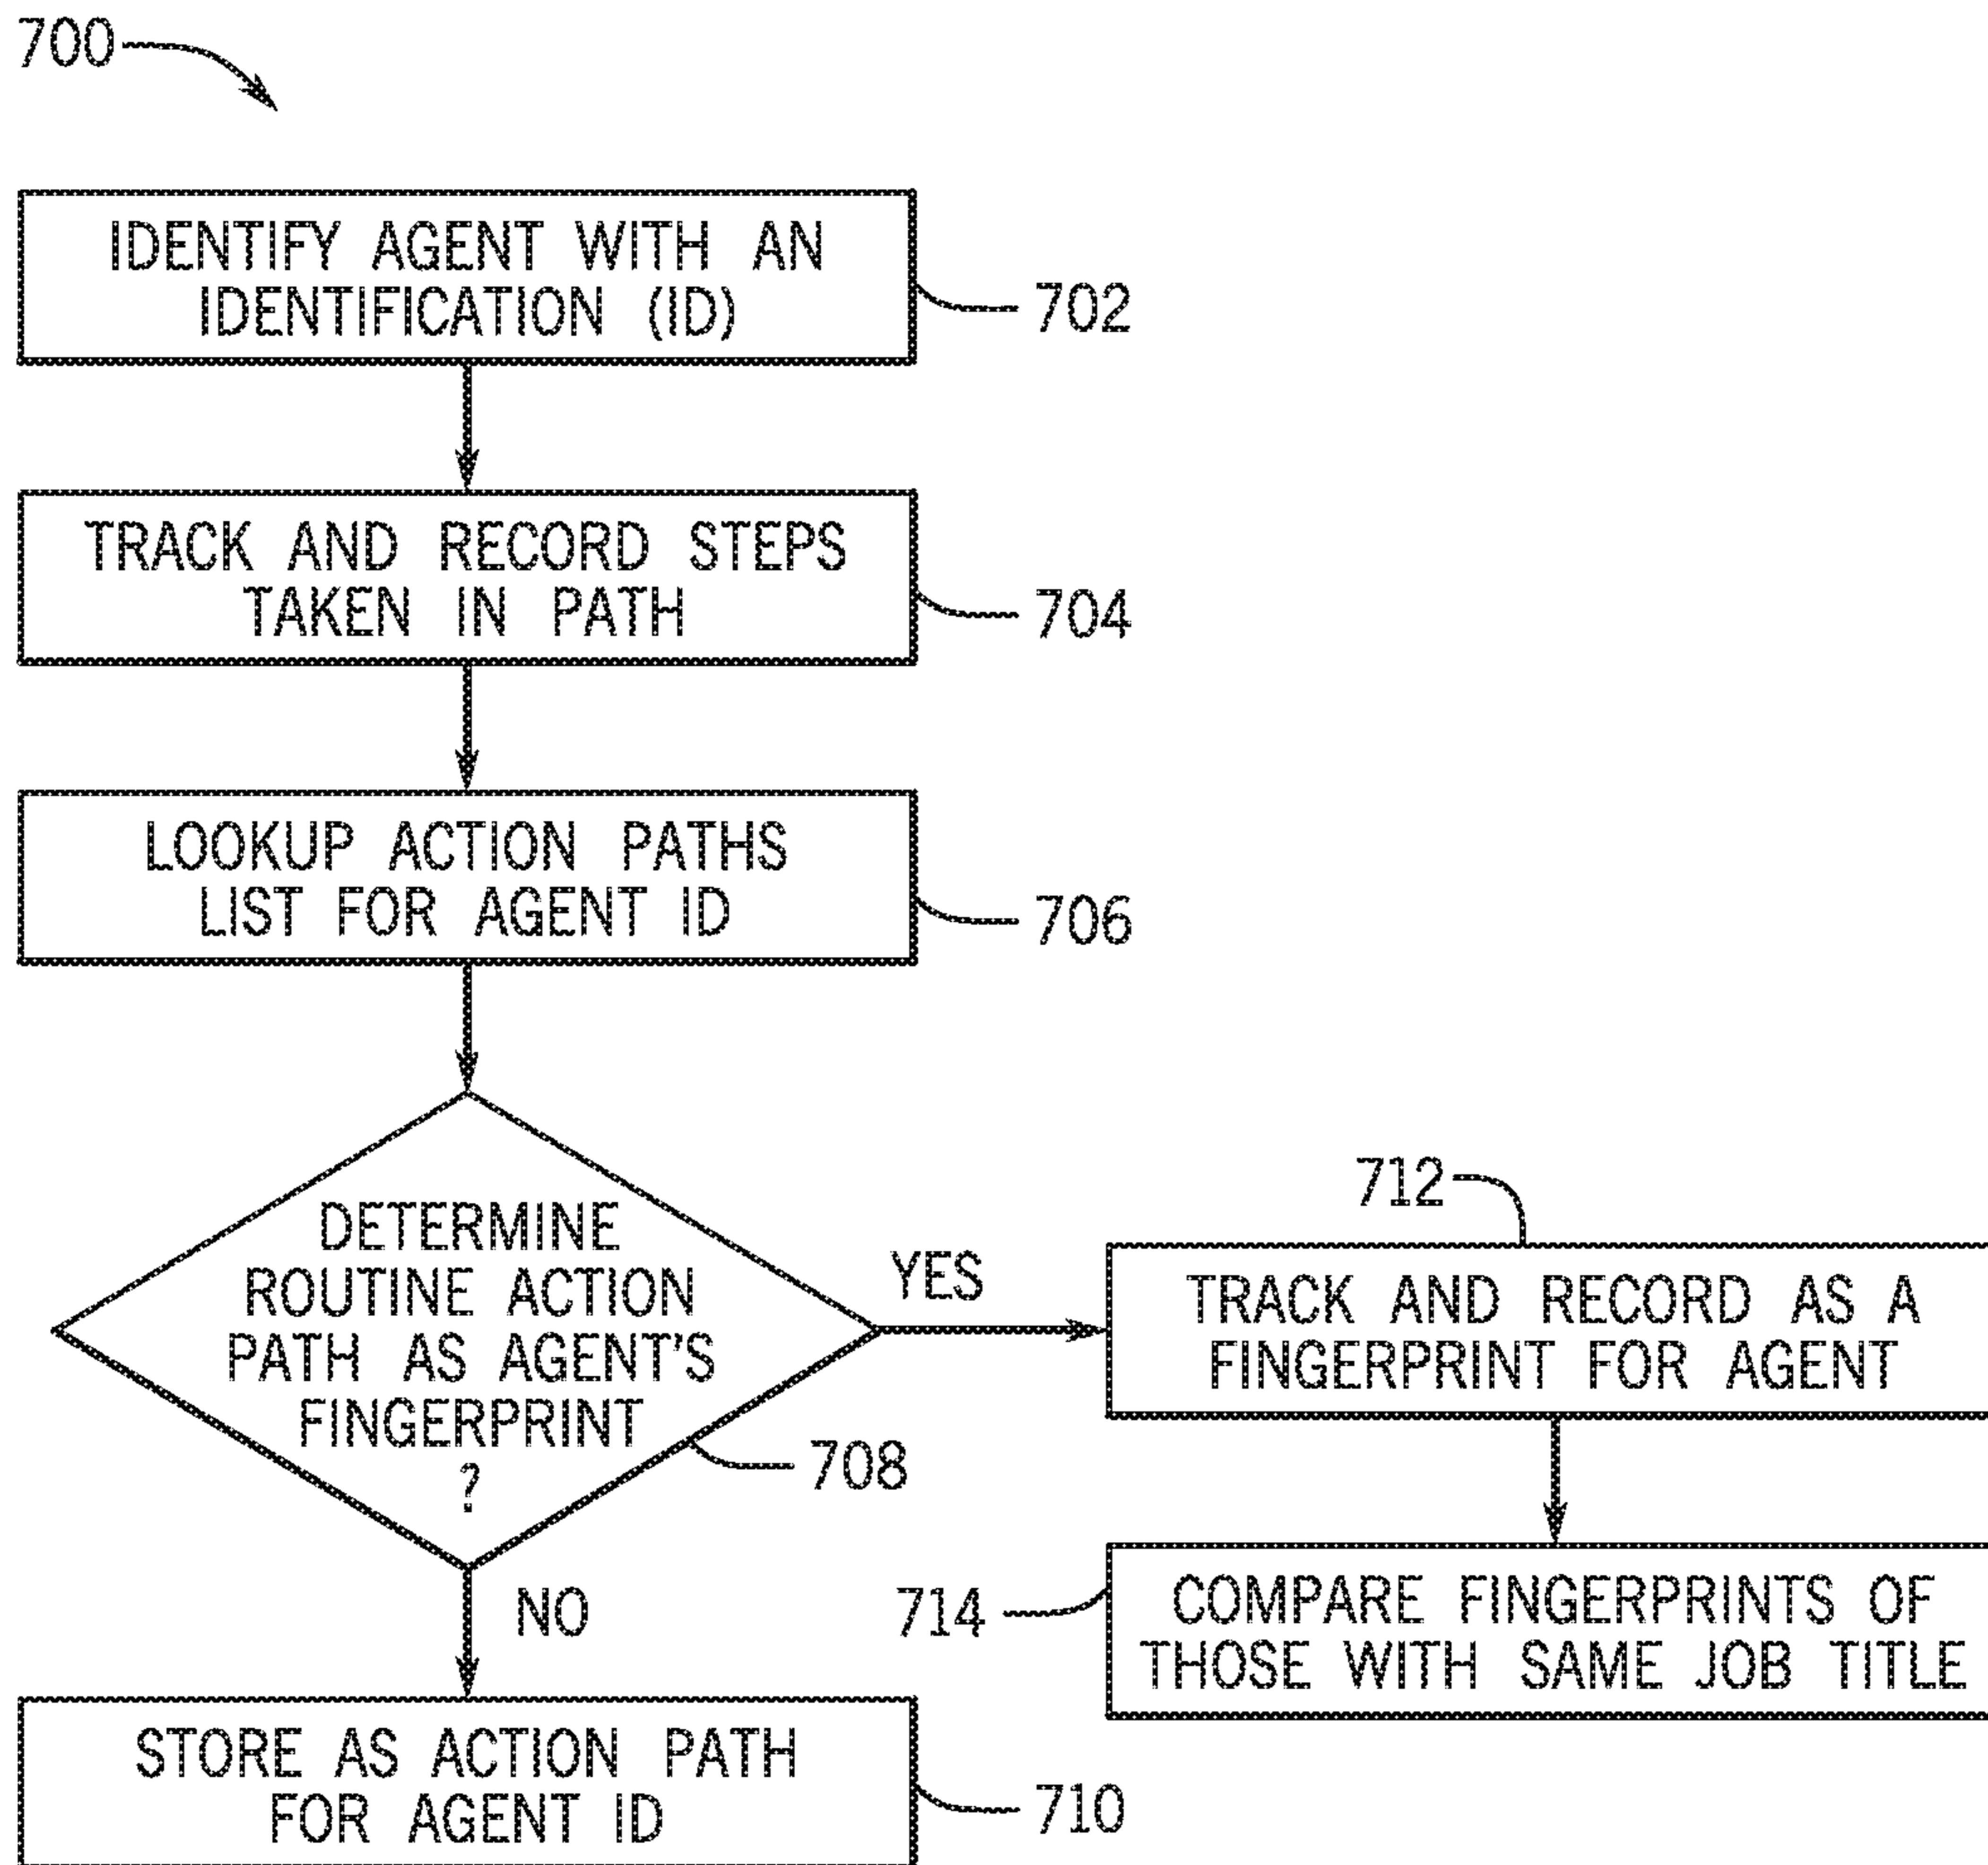 700
IDENTIFY AGENT WITH AN
IDENTIFICATION (ID)
702
TRACK AND RECORD STEPS
TAKEN IN PATH
704
LOOKUP ACTION PATHS
LIST FOR AGENT ID
706
DETERMINE
ROUTINE ACTION
PATH AS AGENT'S
FINGERPRINT
?
708
YES
712
TRACK AND RECORD AS A
FINGERPRINT FOR AGENT
714
COMPARE FINGERPRINTS OF
THOSE WITH SAME JOB TITLE
NO
STORE AS ACTION PATH
FOR AGENT ID
710